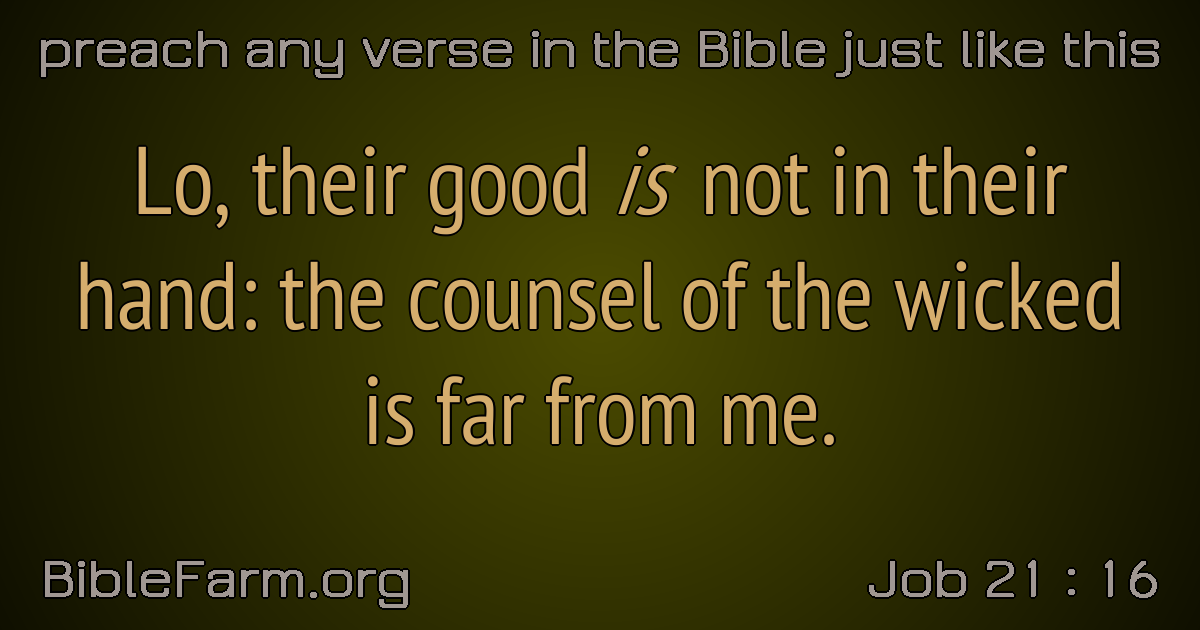 preach any verse in the Bible just like this
Lo, their good is not in their
hand: the counsel of the wicked
is far from me.
BibleFarm.org
Job 21 : 16